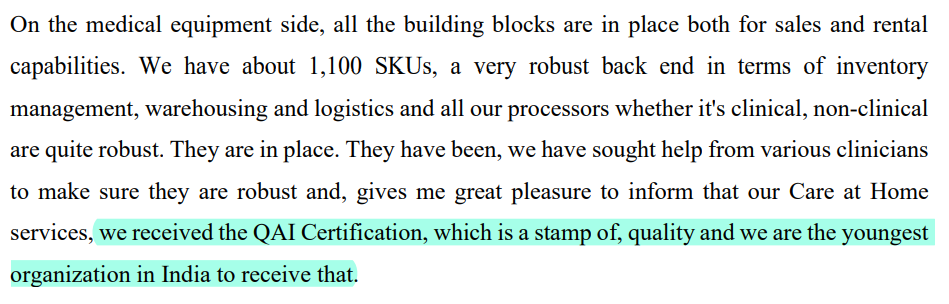 On the medical equipment side, all the building blocks are in place both for sales and rental
capabilities. We have about 1,100 SKUs, a very robust back end in terms of inventory
management, warehousing and logistics and all our processors whether it's clinical, non-clinical
are quite robust. They are in place. They have been, we have sought help from various clinicians
to make sure they are robust and, gives me great pleasure to inform that our Care at Home
services, we received the QAI Certification, which is a stamp of, quality and we are the youngest
organization in India to receive that.